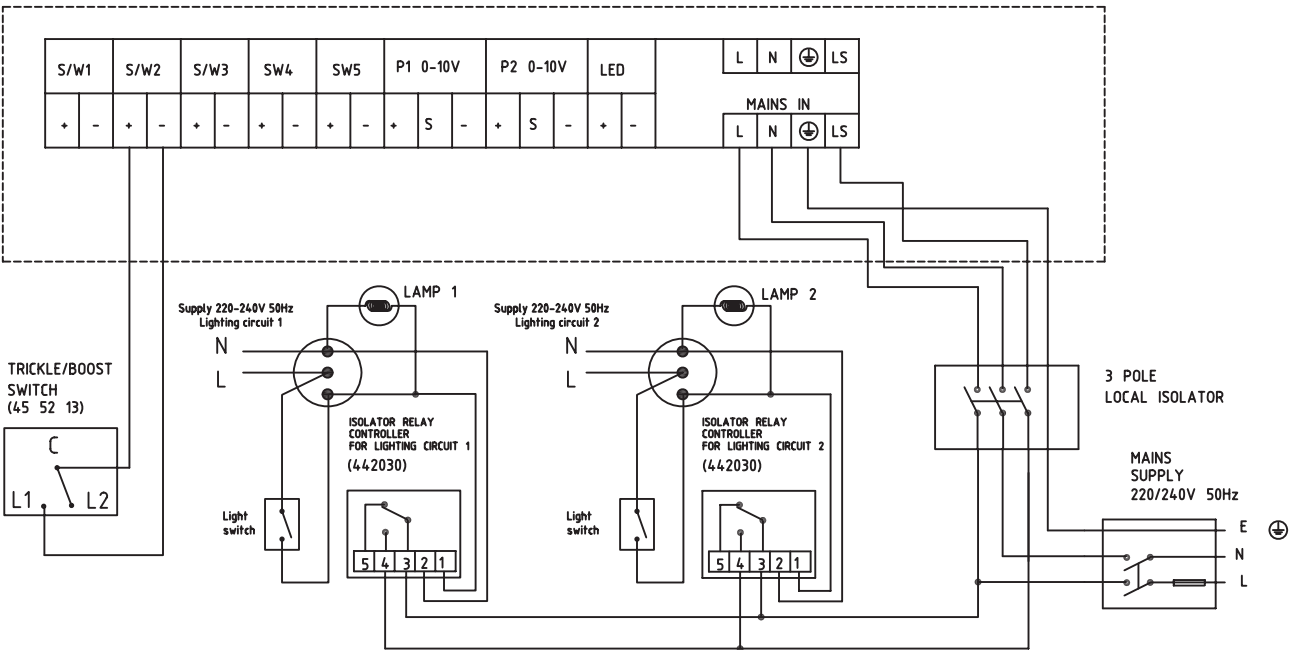 S/W1 S/W2 S/W3 SW4 SW5 P1 0-10V P2 0-10V LED
L N LS
MAINS IN
+ - + - + - + - + - + S - + S - + -
L N LS
LAMP 1
Supply 220-240V 50Hz
Lighting circuit 1
N
L
LAMP 2
Supply 220-240V 50Hz
Lighting circuit 2
N
L
TRICKLE/BOOST
SWITCH
(45 52 13)
C
L1 L2
ISOLATOR RELAY
CONTROLLER
FOR LIGHTING CIRCUIT 1
(442030)
Light
switch
5 4 3 2 1
ISOLATOR RELAY
CONTROLLER
FOR LIGHTING CIRCUIT 2
(442030)
Light
switch
5 4 3 2 1
3 POLE
LOCAL ISOLATOR
MAINS
SUPPLY
220/240V 50Hz
E
N
L